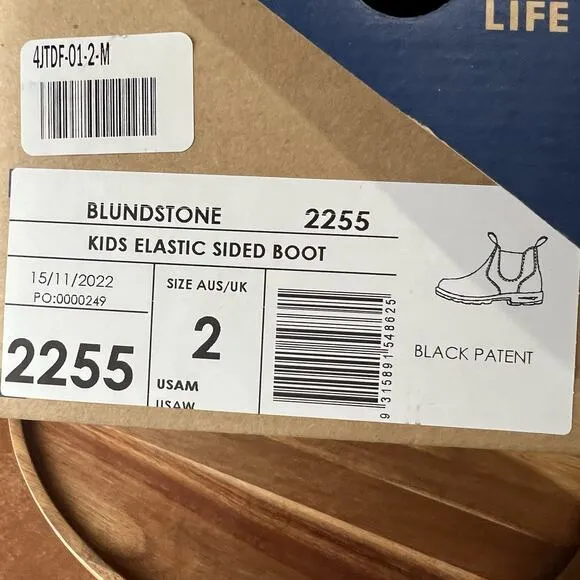 LIFE
4JTDF-01-2-M
BLUNDSTONE 2255
KIDS ELASTIC SIDED BOOT
15/11/2022
PO:0000249
SIZE AUS/UK
2255
2
USAM
USAW
9 315891 548625
BLACK PATENT